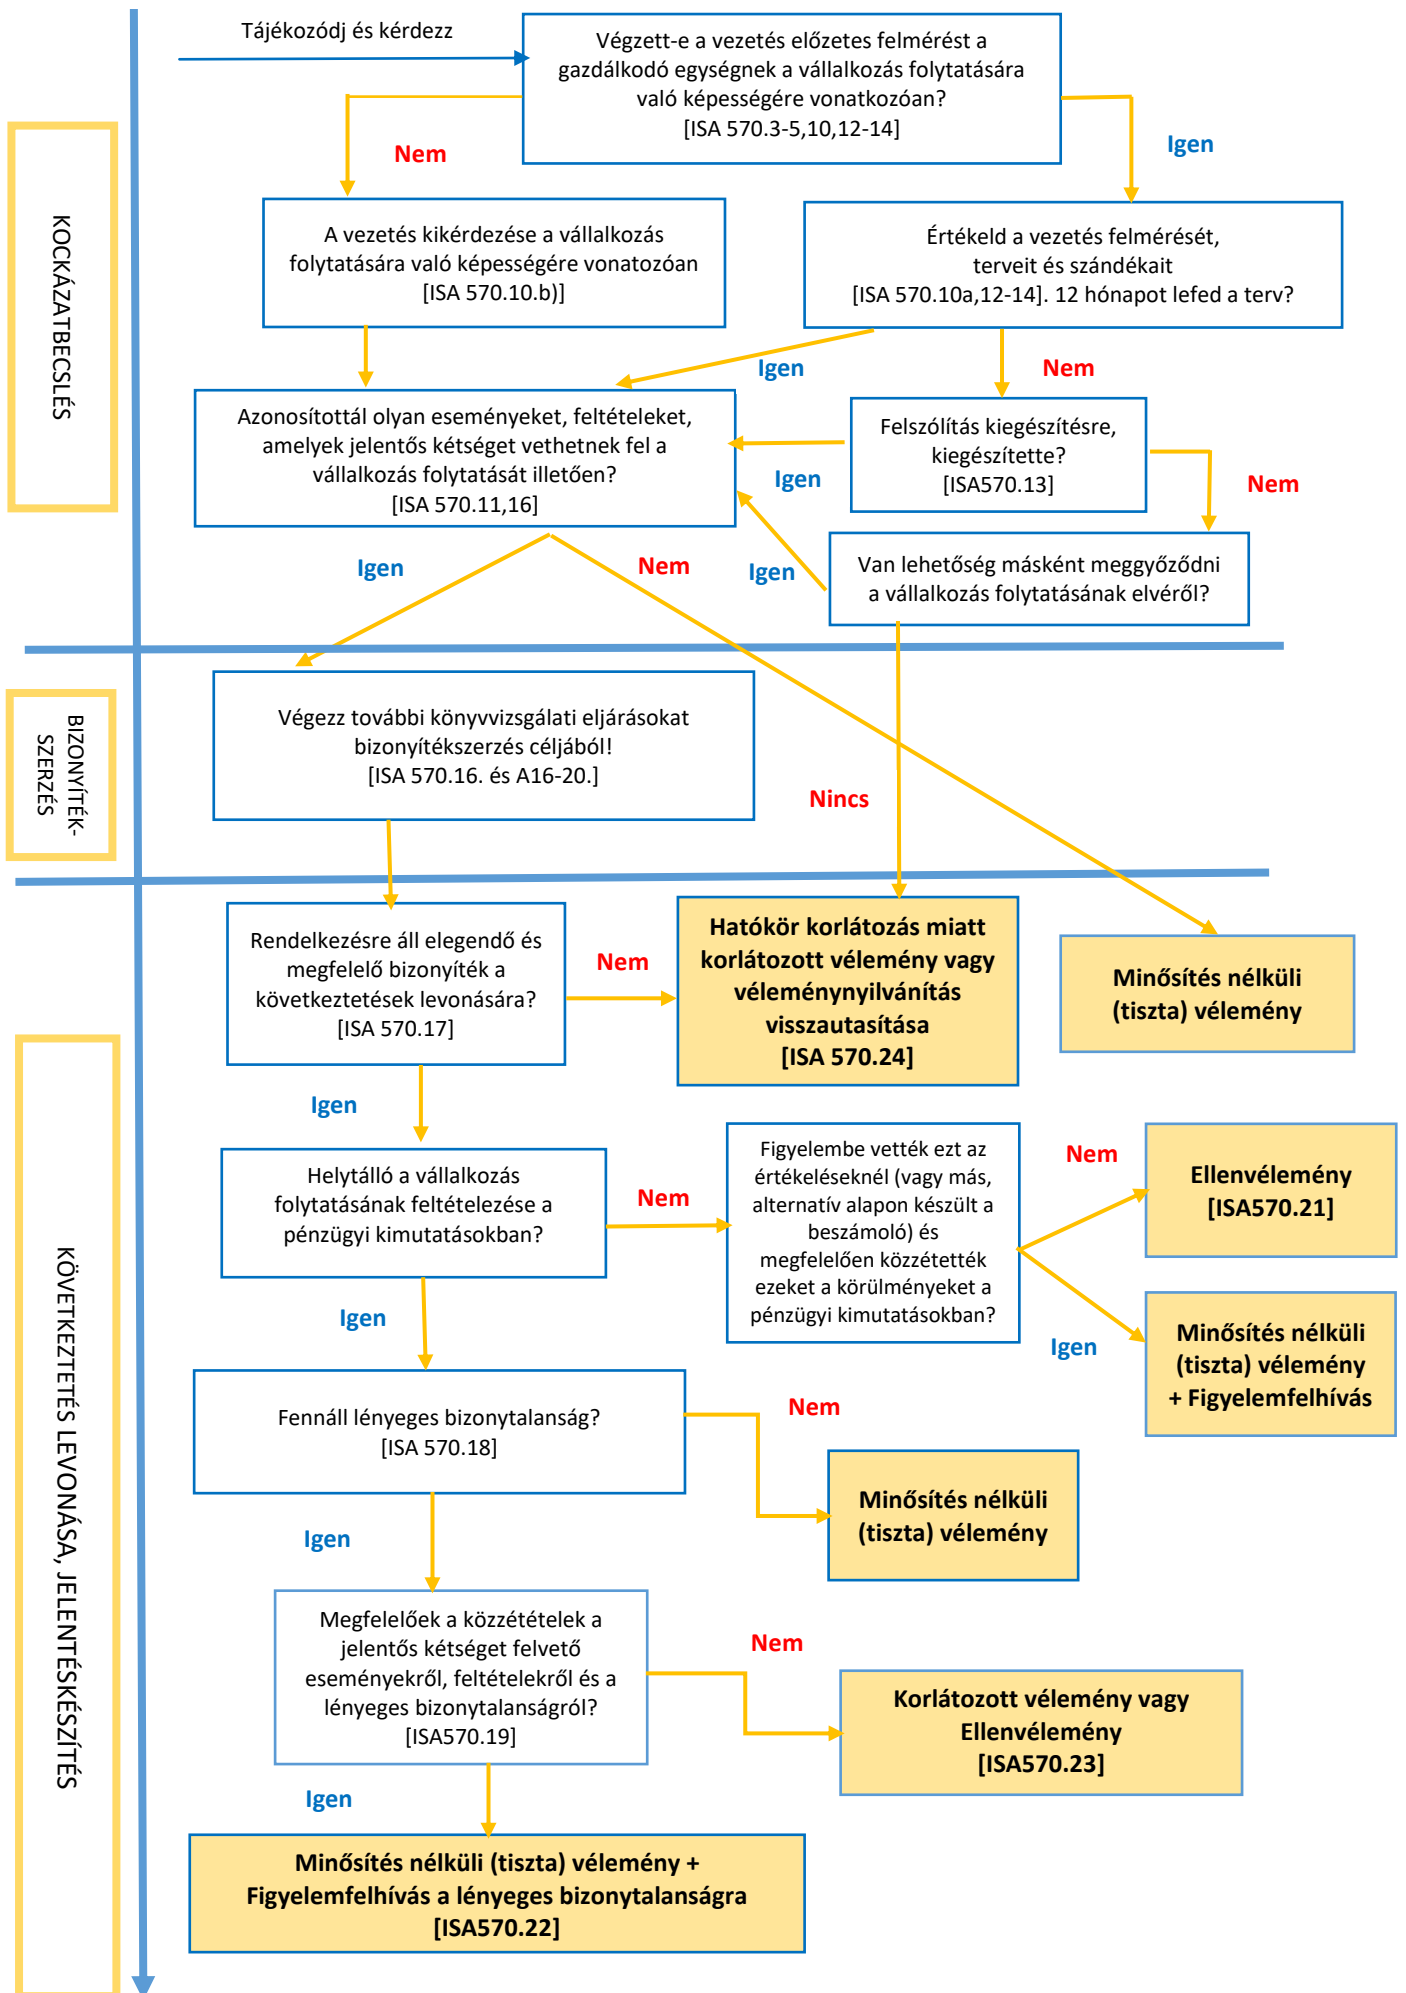 Tájékozódj és kérdezz
Végzett-e a vezetés előzetes felmérést a
gazdálkodó egységnek a vállalkozás folytatására
való képességére vonatkozóan?
[ISA 570.3-5,10,12-14]
Nem
Igen
KOCKÁZATBECSLÉS
A vezetés kikérdezése a vállalkozás
folytatására való képességére vonatozóan
[ISA 570.10.b)]
Értékeld a vezetés felmérését,
terveit és szándékait
[ISA 570.10a,12-14]. 12 hónapot lefed a terv?
Igen
Nem
Azonosítottál olyan eseményeket, feltételeket,
amelyek jelentős kétséget vethetnek fel a
vállalkozás folytatását illetően?
[ISA 570.11,16]
Felszólítás kiegészítésre,
kiegészítette?
[ISA570.13]
Igen
Nem
Igen
Nem
Igen
Van lehetőség másként meggyőződni
a vállalkozás folytatásának elvéről?
BIZONYÍTÉK-
SZERZÉS
Végezz további könyvvizsgálati eljárásokat
bizonyítékszerzés céljából!
[ISA 570.16. és A16-20.]
Nincs
Rendelkezésre áll elegendő és
megfelelő bizonyíték a
következtetések levonására?
[ISA 570.17]
Nem
Hatókör korlátozás miatt
korlátozott vélemény vagy
véleménynyilvánítás
visszautasítása
[ISA 570.24]
Minősítés nélküli
(tiszta) vélemény
KÖVETKEZTETÉS LEVONÁSA, JELENTÉSKÉSZÍTÉS
Igen
Helytálló a vállalkozás
folytatásának feltételezése a
pénzügyi kimutatásokban?
Nem
Figyelembe vették ezt az
értékeléseknél (vagy más,
alternatív alapon készült a
beszámoló) és
megfelelően közzétették
ezeket a körülményeket a
pénzügyi kimutatásokban?
Nem
Ellenvélemény
[ISA570.21]
Igen
Minősítés nélküli
(tiszta) vélemény
+ Figyelemfelhívás
Igen
Fennáll lényeges bizonytalanság?
[ISA 570.18]
Nem
Minősítés nélküli
(tiszta) vélemény
Igen
Megfelelőek a közzétételek a
jelentős kétséget felvető
eseményekről, feltételekről és a
lényeges bizonytalanságról?
[ISA570.19]
Nem
Korlátozott vélemény vagy
Ellenvélemény
[ISA570.23]
Igen
Minősítés nélküli (tiszta) vélemény +
Figyelemfelhívás a lényeges bizonytalanságra
[ISA570.22]